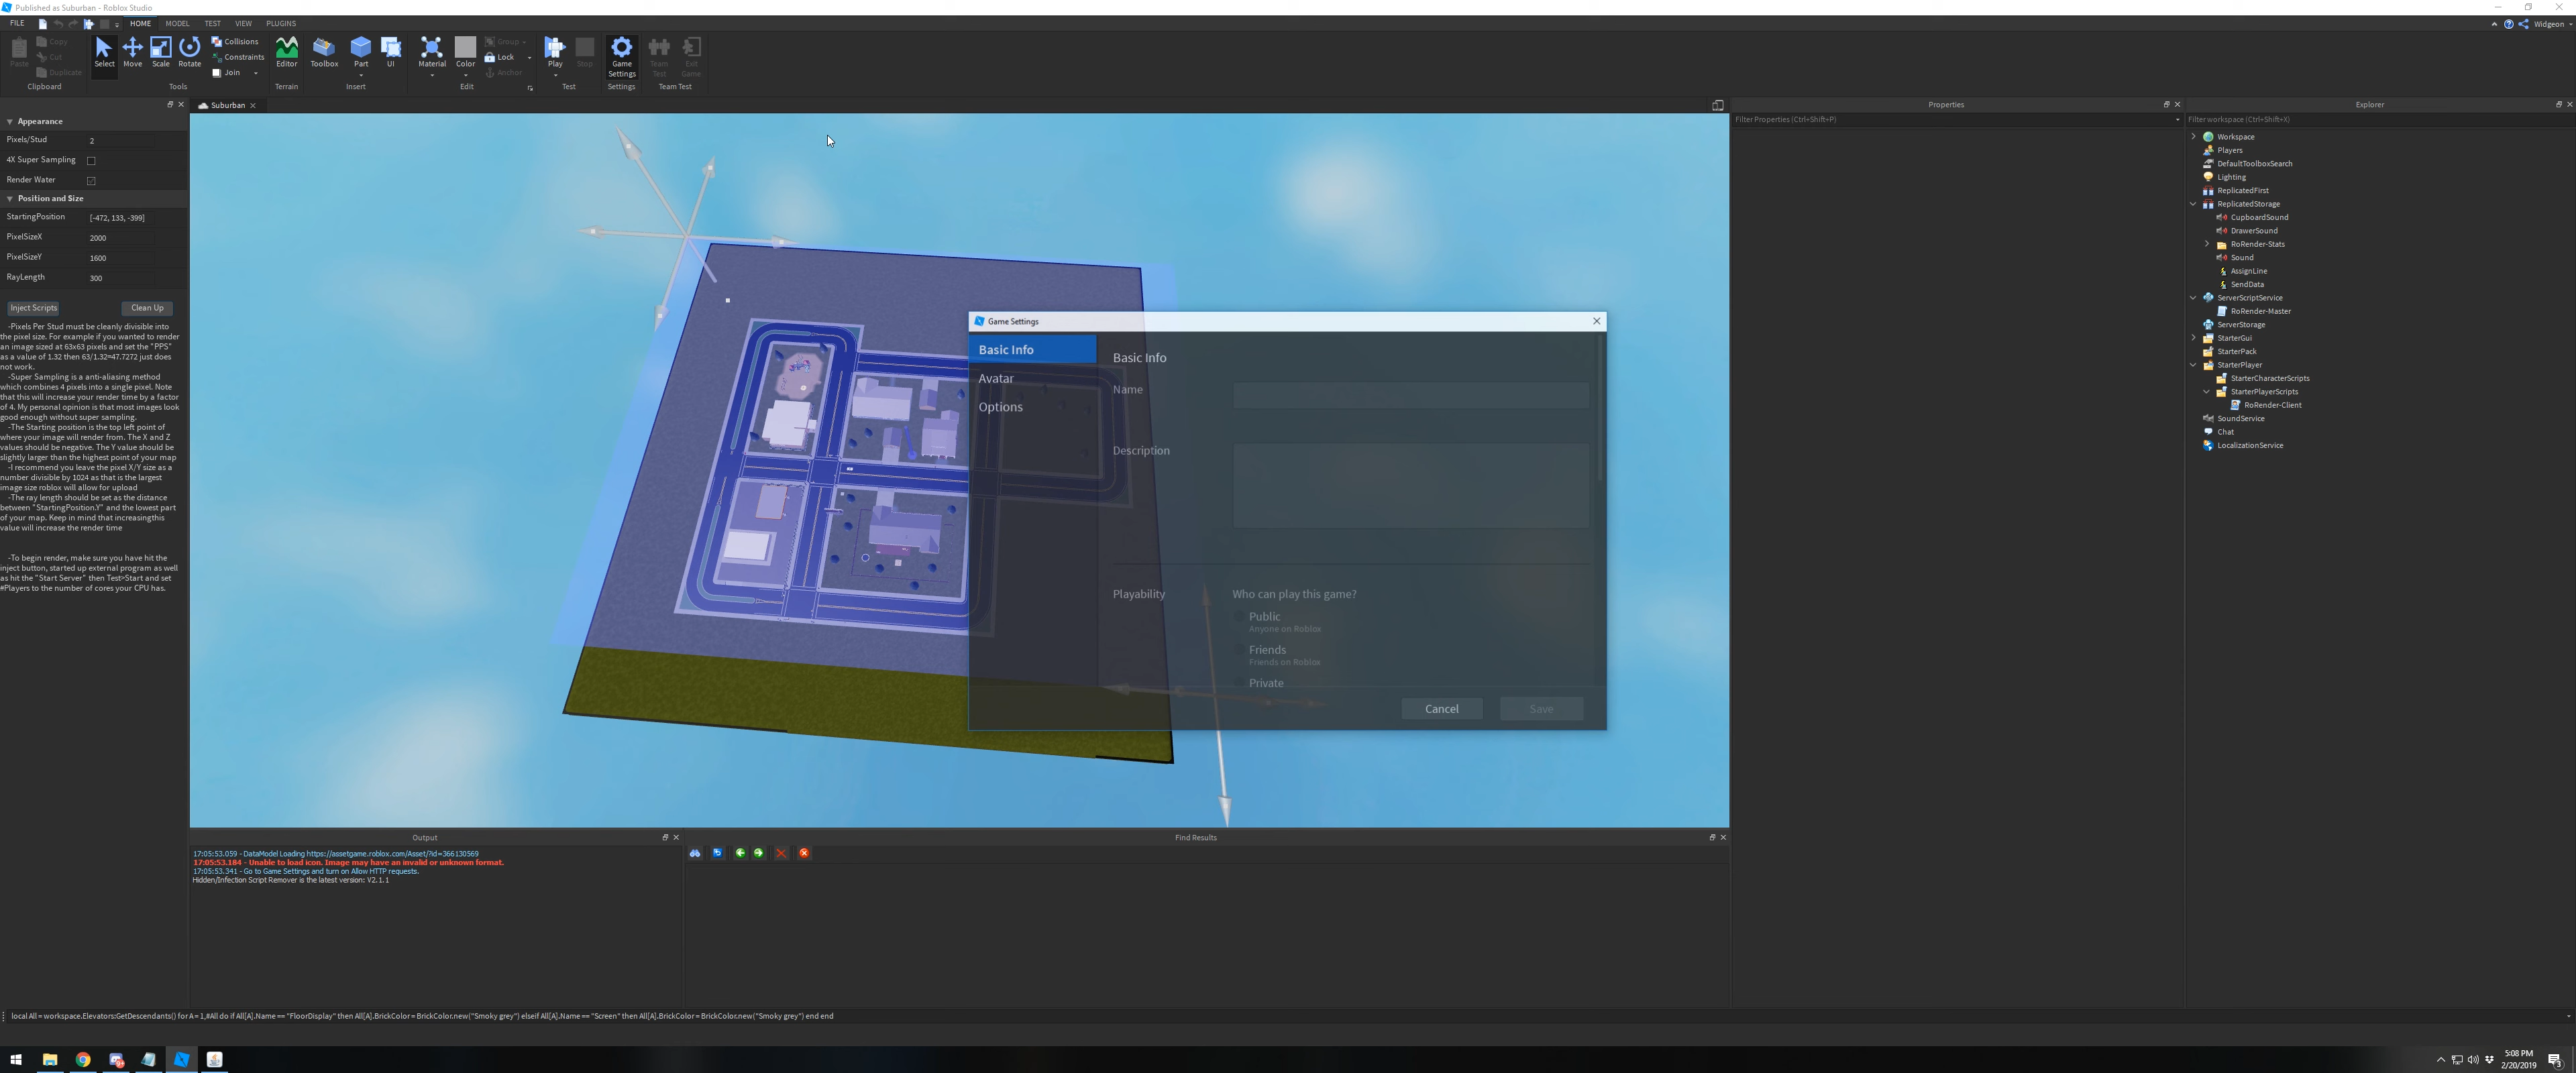 Published as Suburban - Roblox Studio
FILE HOME MODEL TEST VIEW PLUGINS Widgeon
Paste Copy Cut Duplicate Clipboard
Select Move Scale Rotate Collisions Constraints Join Tools
Editor Terrain
Toolbox Part UI Insert
Material Color Group Lock Anchor Edit
Play Stop Test
Game Settings Settings
Team Test Exit Game Team Test
Suburban
Appearance
Pixels/Stud 2
4X Super Sampling
Render Water
Position and Size
StartingPosition [-472, 133, -399]
PixelSizeX 2000
PixelSizeY 1600
RayLength 300
Inject Scripts Clean Up
-Pixels Per Stud must be cleanly divisible into
the pixel size. For example if you wanted to render
an image sized at 63x63 pixels and set the "PPS"
as a value of 1.32 then 63/1.32=47.7272 just does
not work.
-Super Sampling is a anti-aliasing method
which combines 4 pixels into a single pixel. Note
that this will increase your render time by a factor
of 4. My personal opinion is that most images look
good enough without super sampling.
-The Starting position is the top left point of
where your image will render from. The X and Z
values should be negative. The Y value should be
slightly larger than the highest point of your map
-I recommend you leave the pixel X/Y size as a
number divisible by 1024 as that is the largest
image size roblox will allow for upload
-The ray length should be set as the distance
between "StartingPosition.Y" and the lowest part
of your map. Keep in mind that increasingthis
value will increase the render time
-To begin render, make sure you have hit the
inject button, started up external program as well
as hit the "Start Server" then Test>Start and set
#Players to the number of cores your CPU has.
Game Settings
Basic Info
Avatar
Options
Basic Info
Name
Description
Playability Who can play this game?
Public
Anyone on Roblox
Friends
Friends on Roblox
Private
Cancel Save
Properties
Filter Properties (Ctrl+Shift+P)
Explorer
Filter workspace (Ctrl+Shift+X)
Workspace
Players
DefaultToolboxSearch
Lighting
ReplicatedFirst
ReplicatedStorage
CupboardSound
DrawerSound
RoRender-Stats
Sound
AssignLine
SendData
ServerScriptService
RoRender-Master
ServerStorage
StarterGui
StarterPack
StarterPlayer
StarterCharacterScripts
StarterPlayerScripts
RoRender-Client
SoundService
Chat
LocalizationService
Output
17:05:53.059 - DataModel Loading https://assetgame.roblox.com/Asset/?id=366130569
17:05:53.184 - Unable to load icon. Image may have an invalid or unknown format.
17:05:53.341 - Go to Game Settings and turn on Allow HTTP requests.
Hidden/Infection Script Remover is the latest version: V2.1.1
Find Results
local All = workspace.Elevators:GetDescendants() for A = 1,#All do if All[A].Name == "FloorDisplay" then All[A].BrickColor = BrickColor.new("Smoky grey") elseif All[A].Name == "Screen" then All[A].BrickColor = BrickColor.new("Smoky grey") end end
5:08 PM
2/20/2019
3